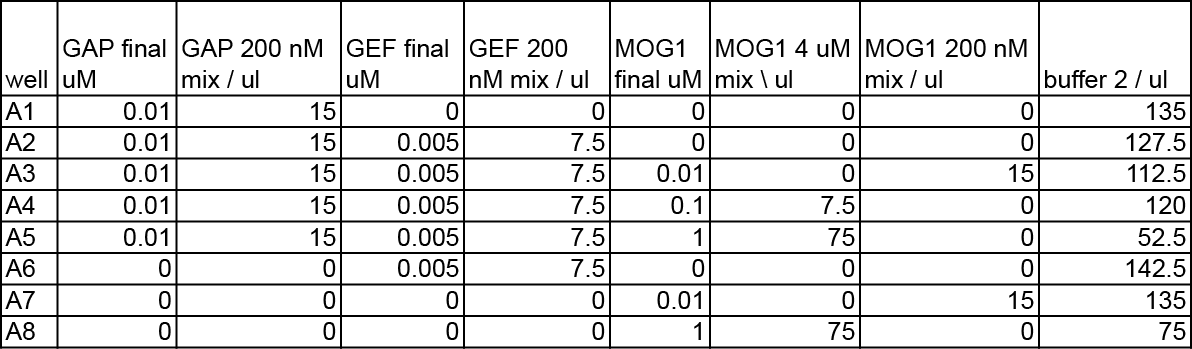 well GAP final uM GAP 200 nM mix / ul GEF final uM GEF 200 nM mix / ul MOG1 final uM MOG1 4 uM mix \ ul MOG1 200 nM mix / ul buffer 2 / ul
A1 0.01 15 0 0 0 0 0 135
A2 0.01 15 0.005 7.5 0 0 0 127.5
A3 0.01 15 0.005 7.5 0.01 0 15 112.5
A4 0.01 15 0.005 7.5 0.1 7.5 0 120
A5 0.01 15 0.005 7.5 1 75 0 52.5
A6 0 0 0.005 7.5 0 0 0 142.5
A7 0 0 0 0 0.01 0 15 135
A8 0 0 0 0 1 75 0 75